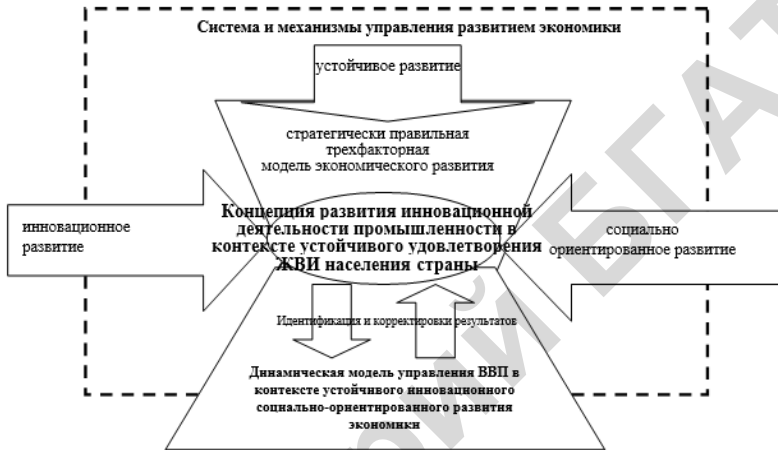 Система и механизмы управления развитием экономики
устойчивое развитие
стратегически правильная
трехфакторная
модель экономического развития
инновационное
развитие
Концепция развития инновационной
деятельности промышленности в
контексте устойчивого удовлетворения
ЖВИ населения страны
социально
ориентированное развитие
Идентификация и корректировки результатов
Динамическая модель управления ВВП в
контексте устойчивого инновационного
социально-ориентированного развития
экономики
БГАТ